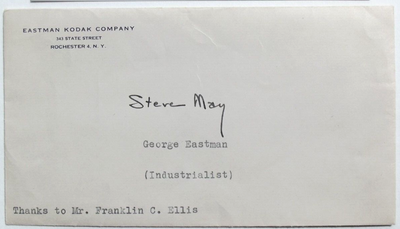 EASTMAN KODAK COMPANY
343 STATE STREET
ROCHESTER 4, N. Y.
Steve May
George Eastman
(Industrialist)
Thanks to Mr. Franklin C. Ellis